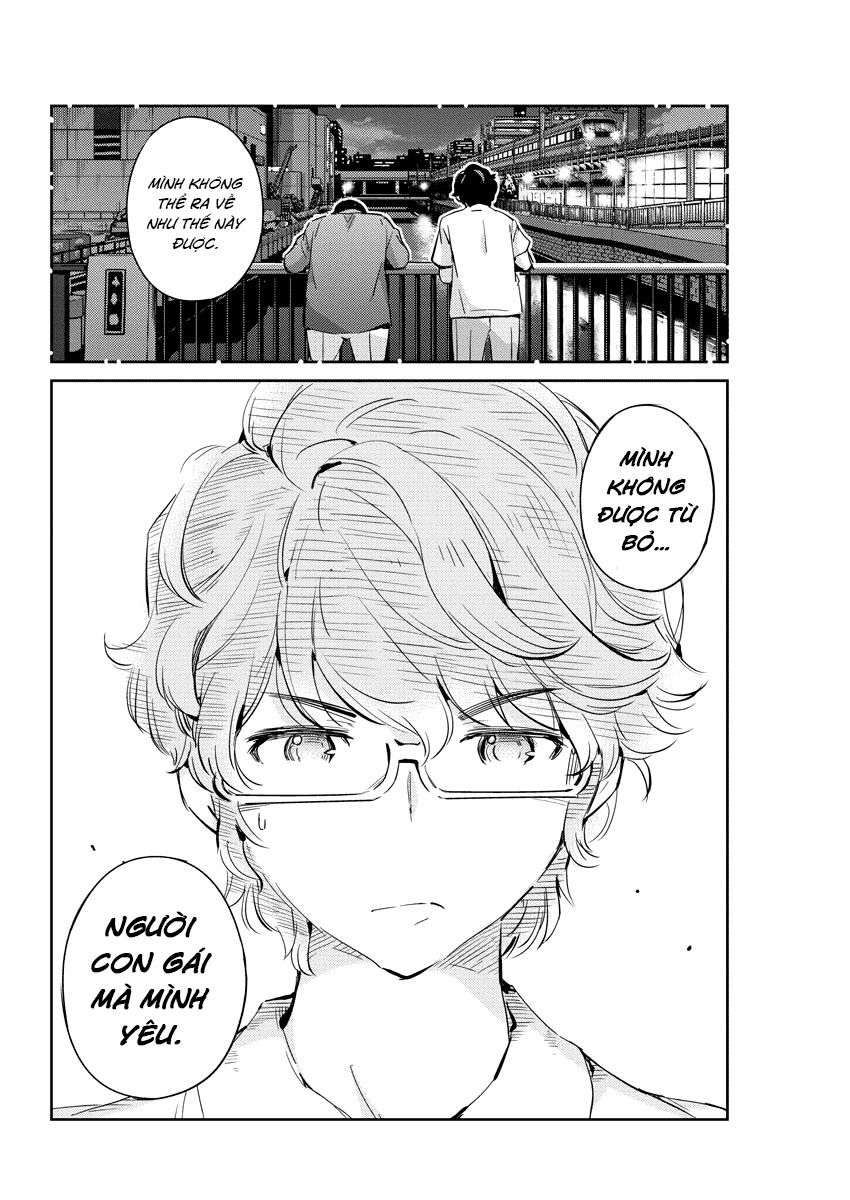 MÌNH KHÔNG
THỂ RA VỀ
NHƯ THẾ NÀY
ĐƯỢC.
MÌNH
KHÔNG
ĐƯỢC TỪ
BỎ...
NGƯỜI
CON GÁI
MÀ MÌNH
YÊU.